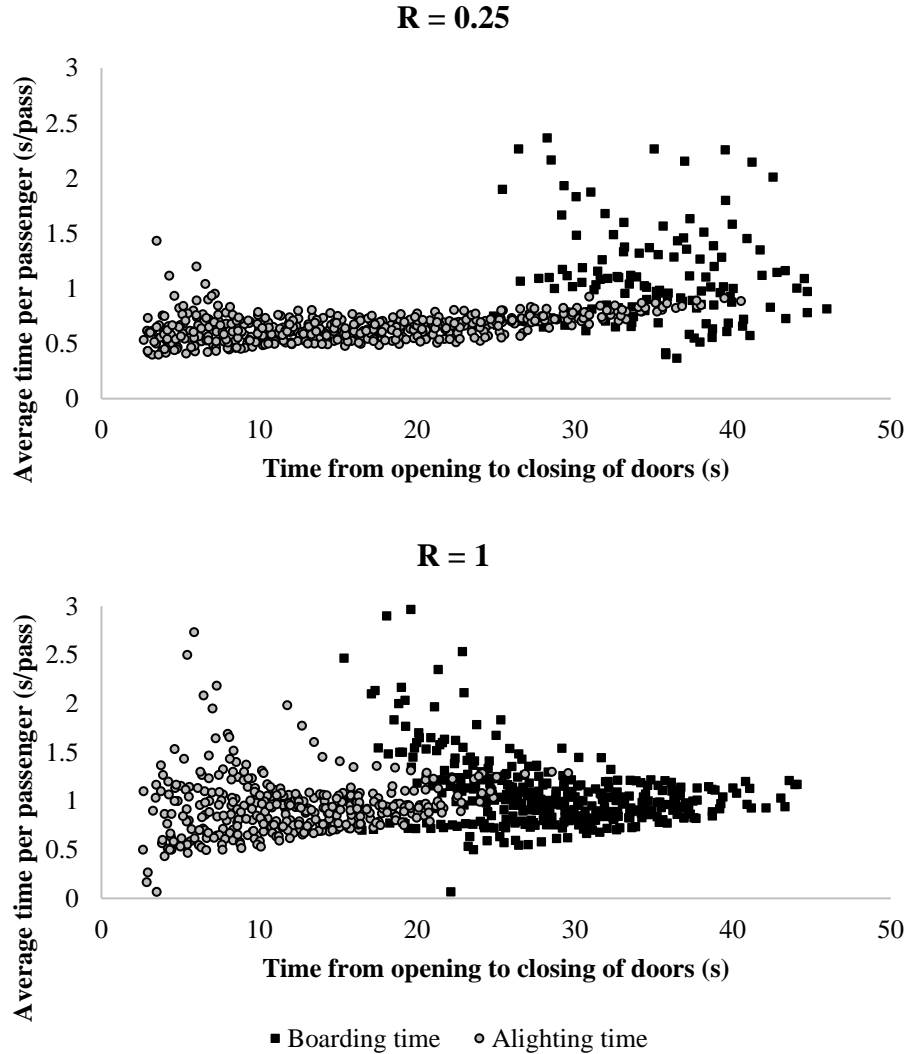 R = 0.25
Average time per passenger (s/pass)
3
2.5
2
1.5
1
0.5
0
0 10 20 30 40 50
Time from opening to closing of doors (s)
R = 1
Average time per passenger (s/pass)
3
2.5
2
1.5
1
0.5
0
0 10 20 30 40 50
Time from opening to closing of doors (s)
Boarding time Alighting time